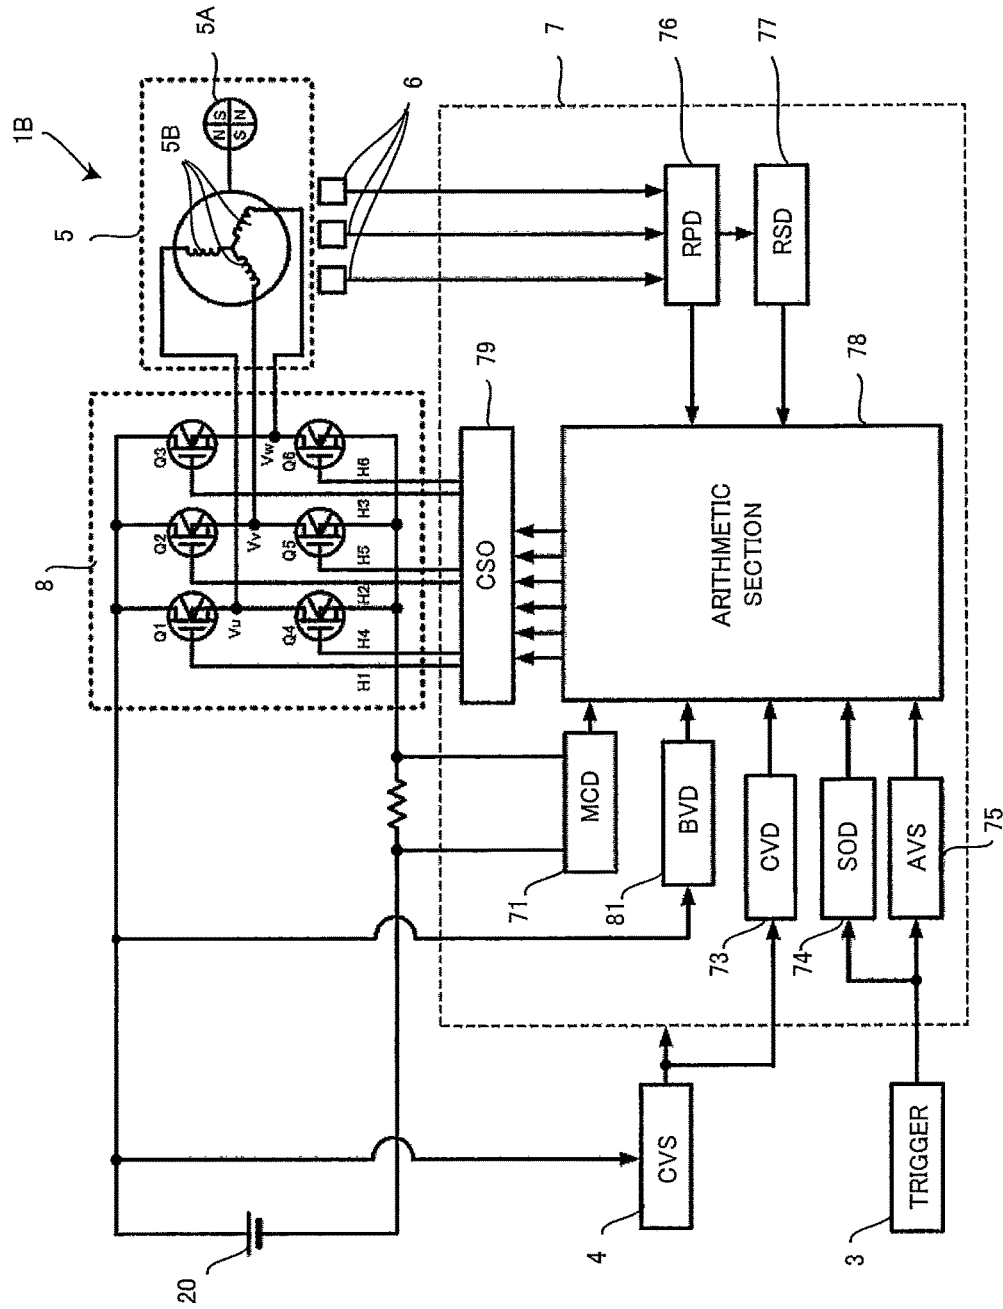 1B
5
5A
5B
N
S
S
N
6
7
8
Q1
Q2
Q3
Q4
Q5
Q6
Vu
Vv
Vw
H1
H4
H2
H5
H3
H6
20
79
CSO
76
RPD
77
RSD
78
ARITHMETIC
SECTION
71
MCD
81
BVD
73
CVD
74
SOD
75
AVS
4
CVS
3
TRIGGER